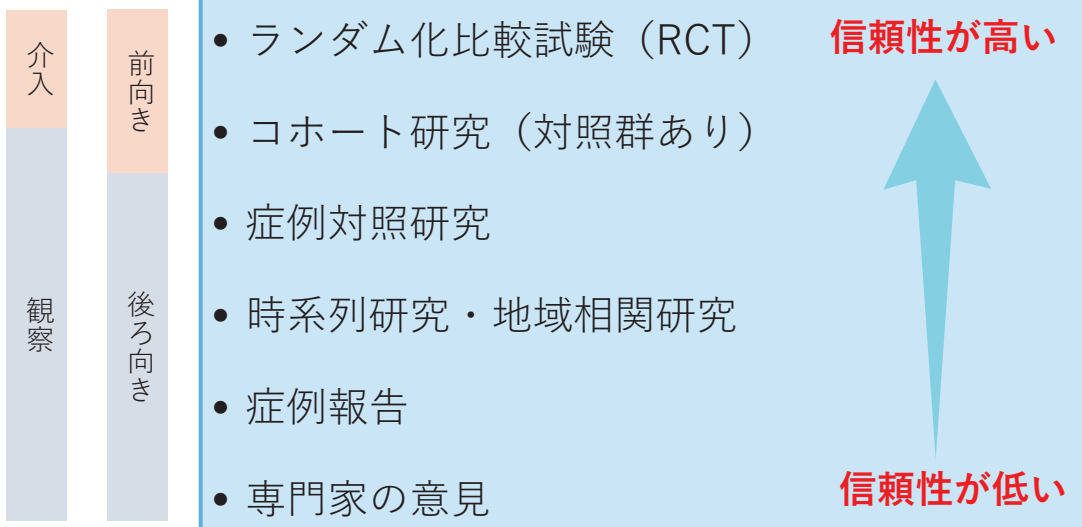 介入
観察
前向き
後ろ向き
• ランダム化比較試験（RCT）
• コホート研究（対照群あり）
• 症例対照研究
• 時系列研究・地域相関研究
• 症例報告
• 専門家の意見
信頼性が高い
信頼性が低い